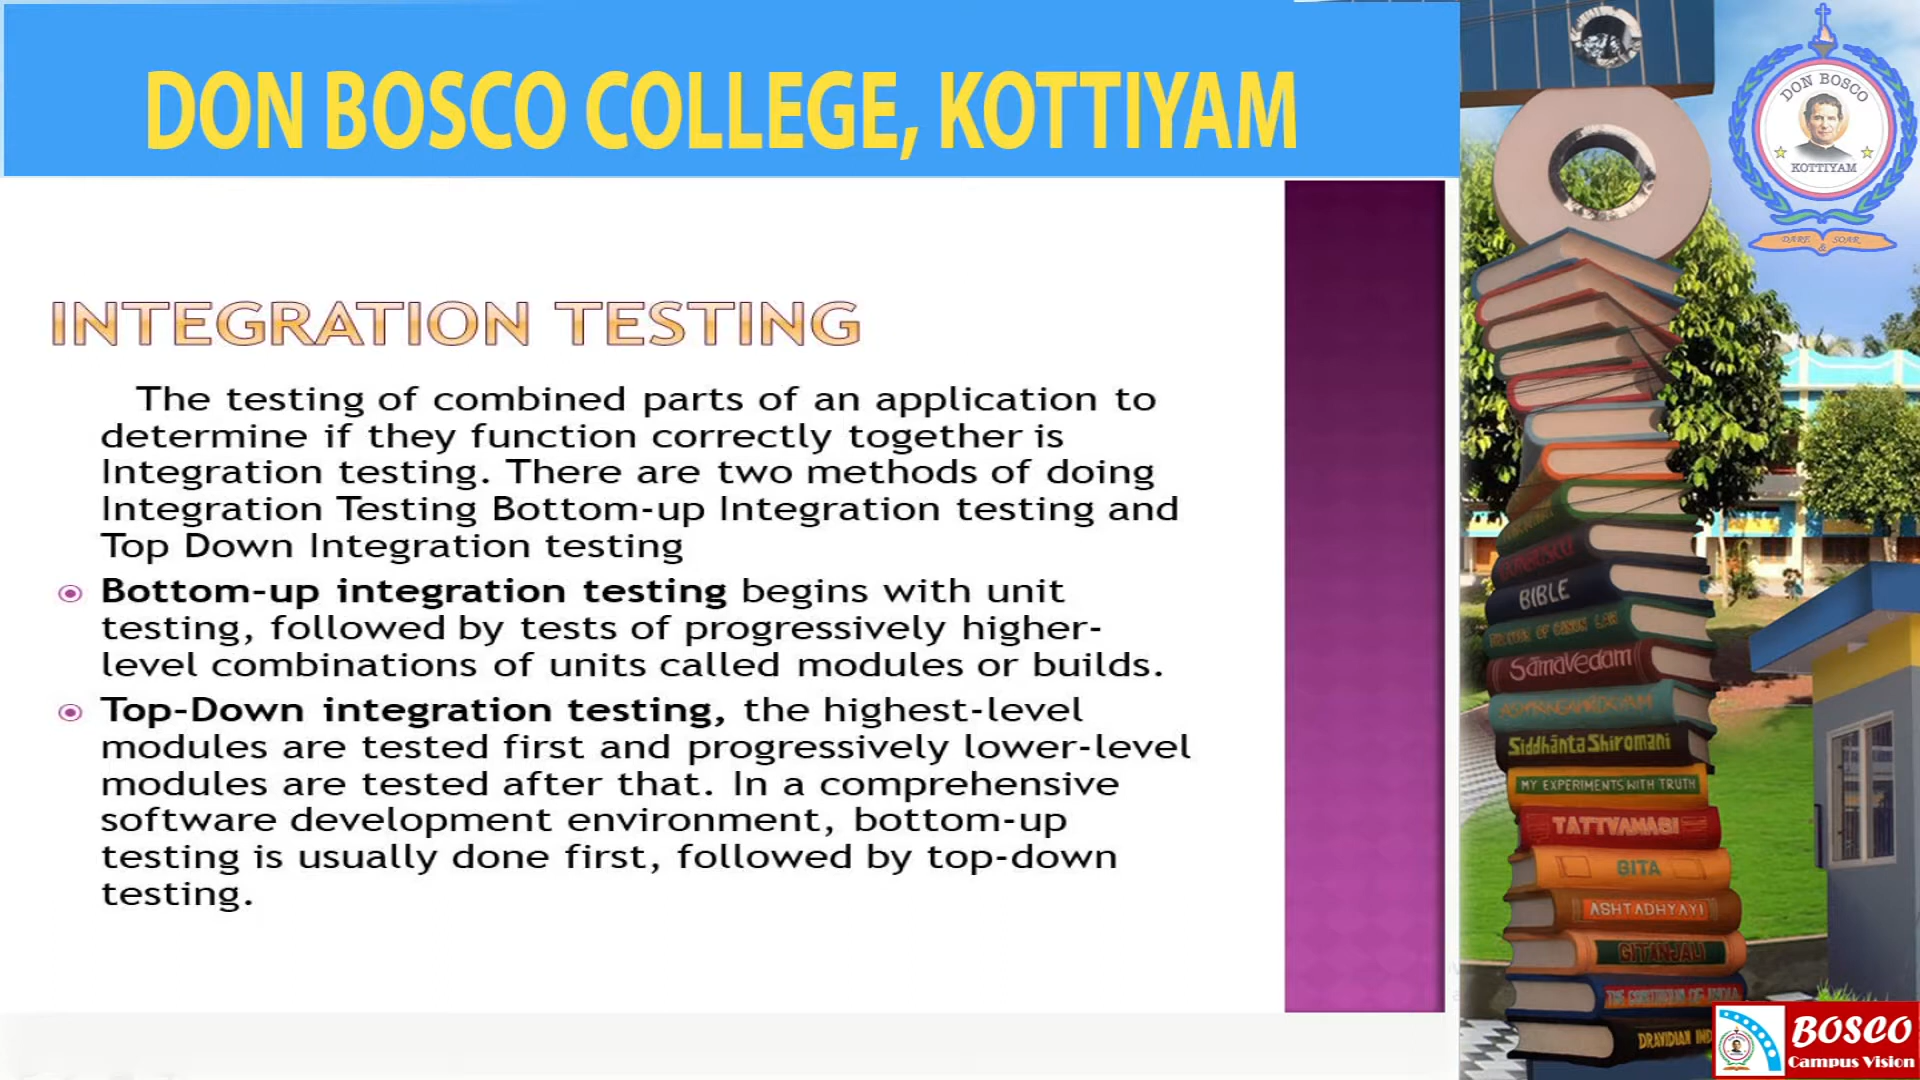 DON BOSCO COLLEGE, KOTTIYAM
DON BOSCO
KOTTIYAM
DARE & SOAR
INTEGRATION TESTING
The testing of combined parts of an application to
determine if they function correctly together is
Integration testing. There are two methods of doing
Integration Testing Bottom-up Integration testing and
Top Down Integration testing
Bottom-up integration testing begins with unit
testing, followed by tests of progressively higher-
level combinations of units called modules or builds.
Top-Down integration testing, the highest-level
modules are tested first and progressively lower-level
modules are tested after that. In a comprehensive
software development environment, bottom-up
testing is usually done first, followed by top-down
testing.
BIBLE
Sāmavedam
Siddhānta Shiromani
MY EXPERIMENTS WITH TRUTH
GITA
ASHTADHYAYI
GITANJALI
DRAVIDIAN
BOSCO
Campus Vision